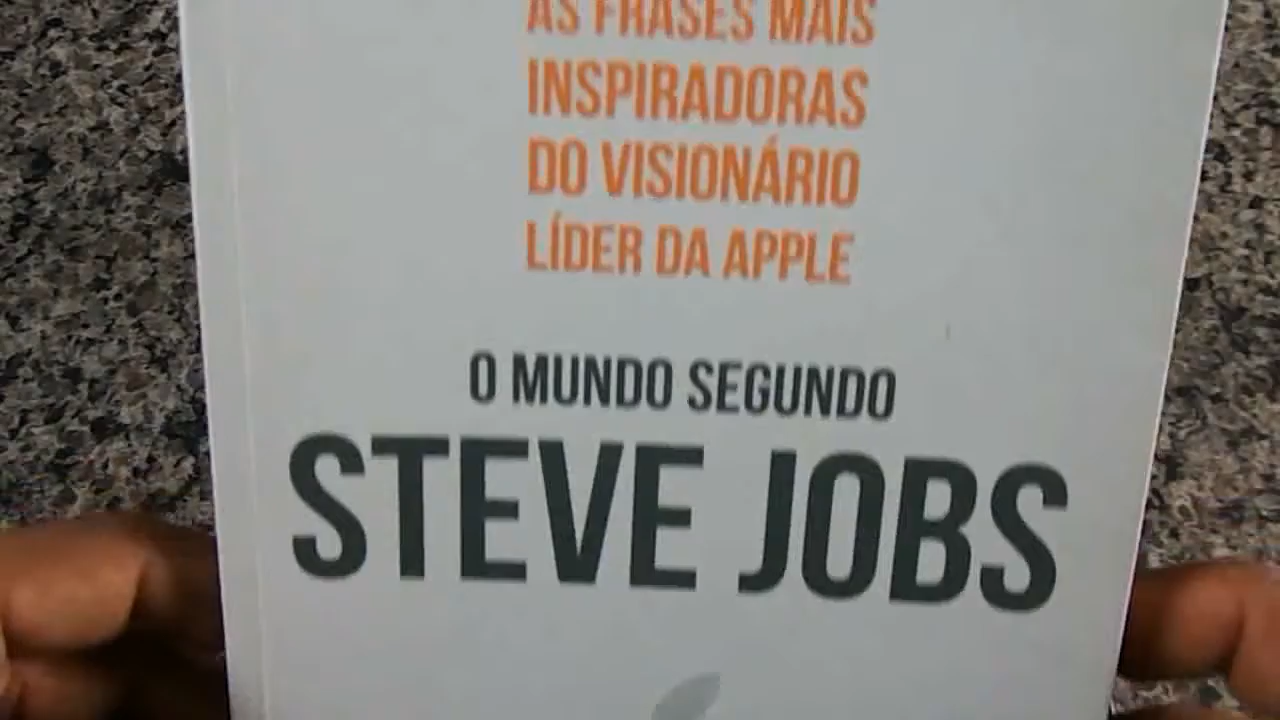 AS FRASES MAIS
INSPIRADORAS
DO VISIONÁRIO
LÍDER DA APPLE
O MUNDO SEGUNDO
STEVE JOBS